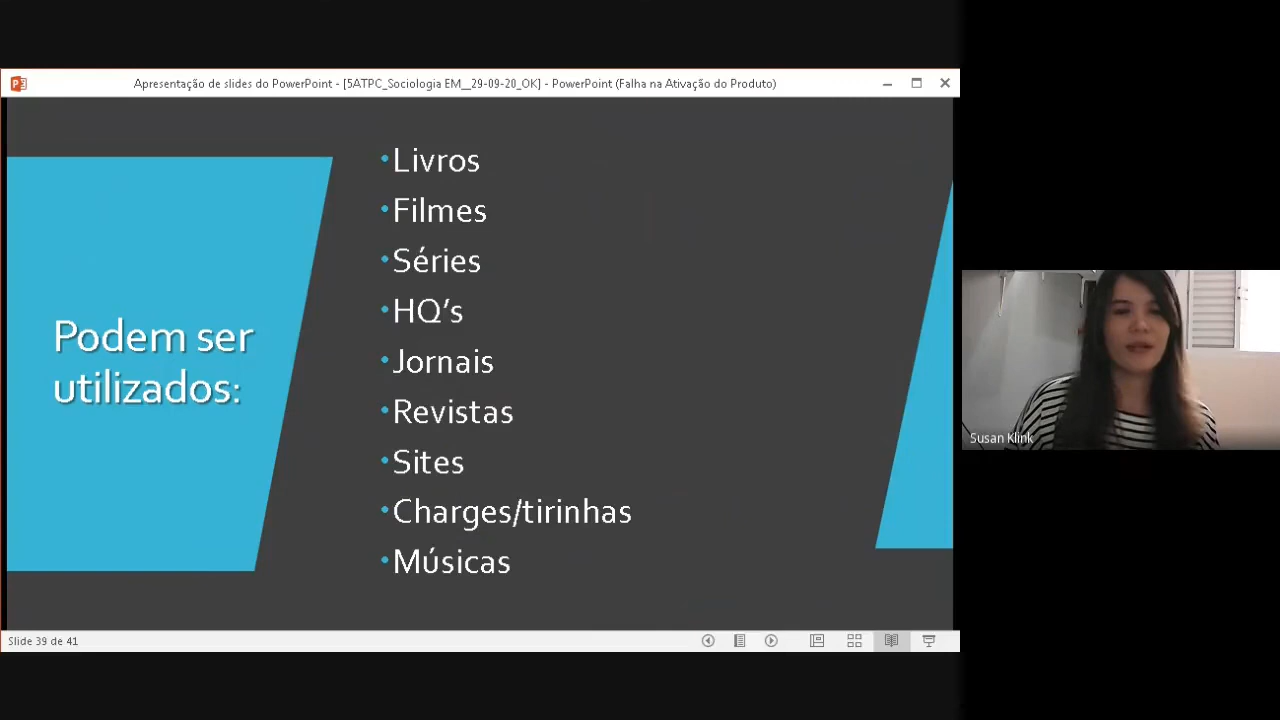 Apresentação de slides do PowerPoint - [5ATPC_Sociologia EM__29-09-20_OK] - PowerPoint (Falha na Ativação do Produto)
Podem ser
utilizados:
•Livros
•Filmes
•Séries
•HQ’s
•Jornais
•Revistas
•Sites
•Charges/tirinhas
•Músicas
Susan Klink
Slide 39 de 41